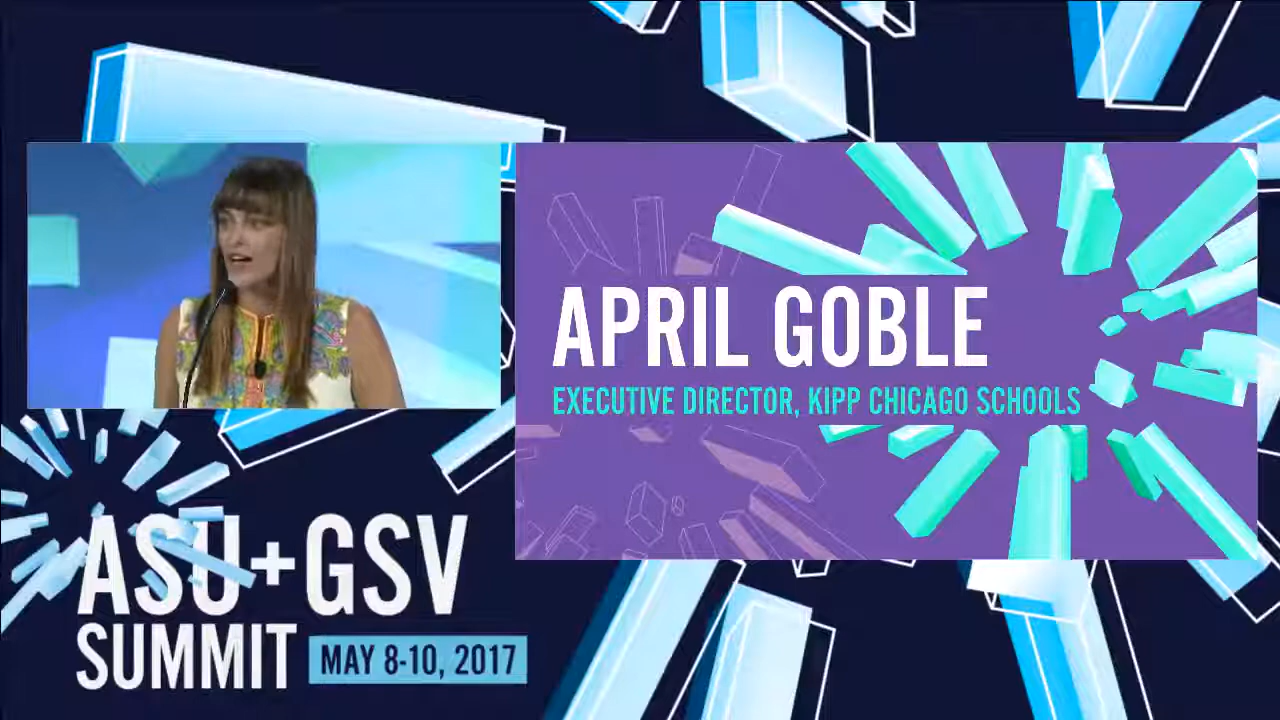 APRIL GOBLE
EXECUTIVE DIRECTOR, KIPP CHICAGO SCHOOLS
ASU+GSV
SUMMIT MAY 8-10, 2017